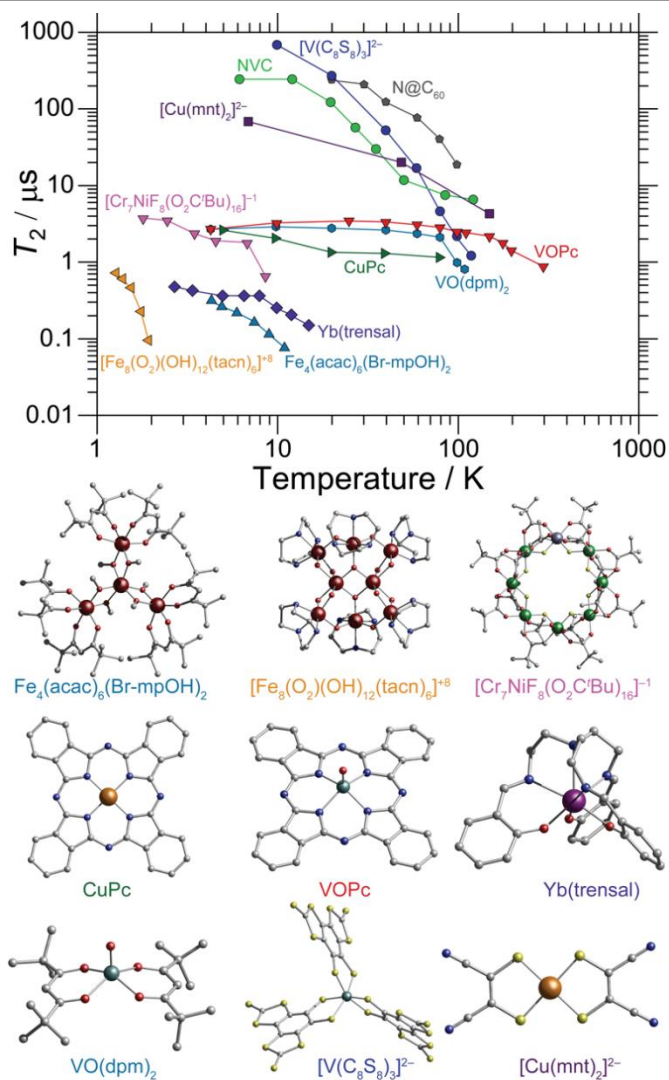 1000
100
10
1
0.1
0.01
T₂ / μs
[V(C₈S₈)₃]²⁻
NVC
N@C₆₀
[Cu(mnt)₂]²⁻
[Cr₇NiF₈(O₂CᵗBu)₁₆]⁻¹
VOPc
CuPc
VO(dpm)₂
Yb(trensal)
[Fe₈(O₂)(OH)₁₂(tacn)₆]⁺⁸
Fe₄(acac)₆(Br-mpOH)₂
1 10 100 1000
Temperature / K
Fe₄(acac)₆(Br-mpOH)₂ [Fe₈(O₂)(OH)₁₂(tacn)₆]⁺⁸ [Cr₇NiF₈(O₂CᵗBu)₁₆]⁻¹
CuPc VOPc Yb(trensal)
VO(dpm)₂ [V(C₈S₈)₃]²⁻ [Cu(mnt)₂]²⁻